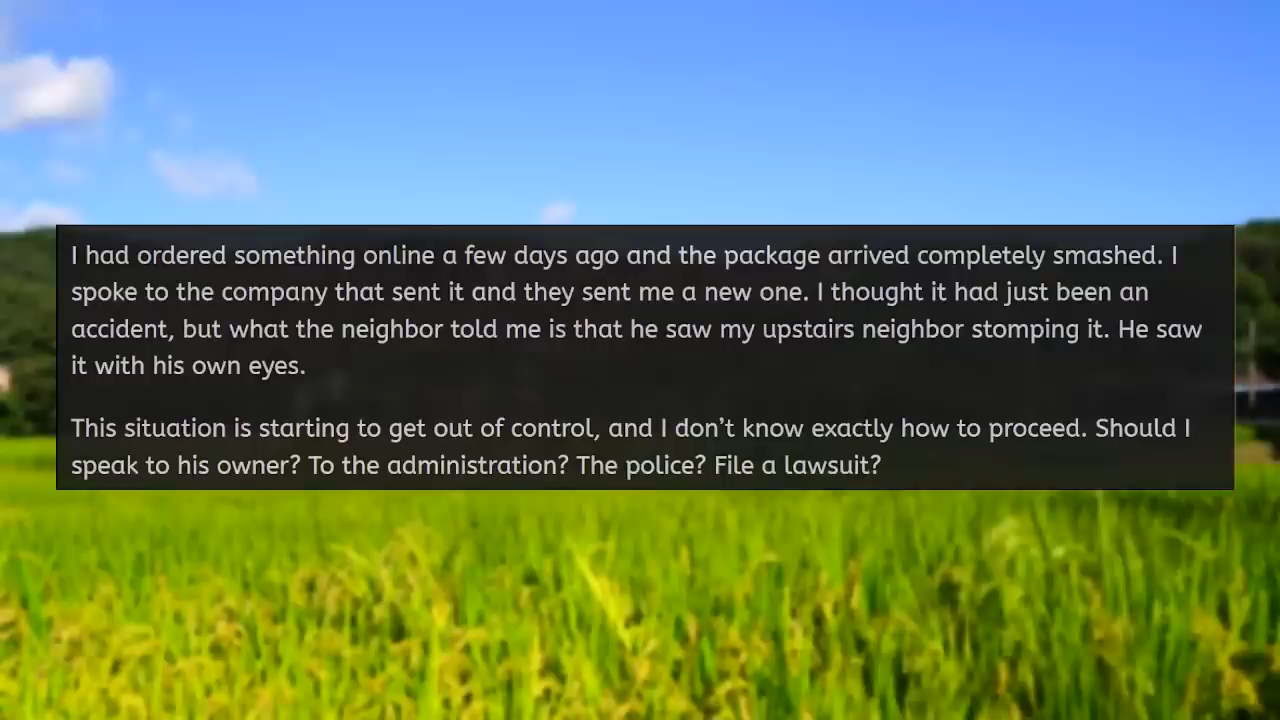 I had ordered something online a few days ago and the package arrived completely smashed. I
spoke to the company that sent it and they sent me a new one. I thought it had just been an
accident, but what the neighbor told me is that he saw my upstairs neighbor stomping it. He saw
it with his own eyes.
This situation is starting to get out of control, and I don’t know exactly how to proceed. Should I
speak to his owner? To the administration? The police? File a lawsuit?